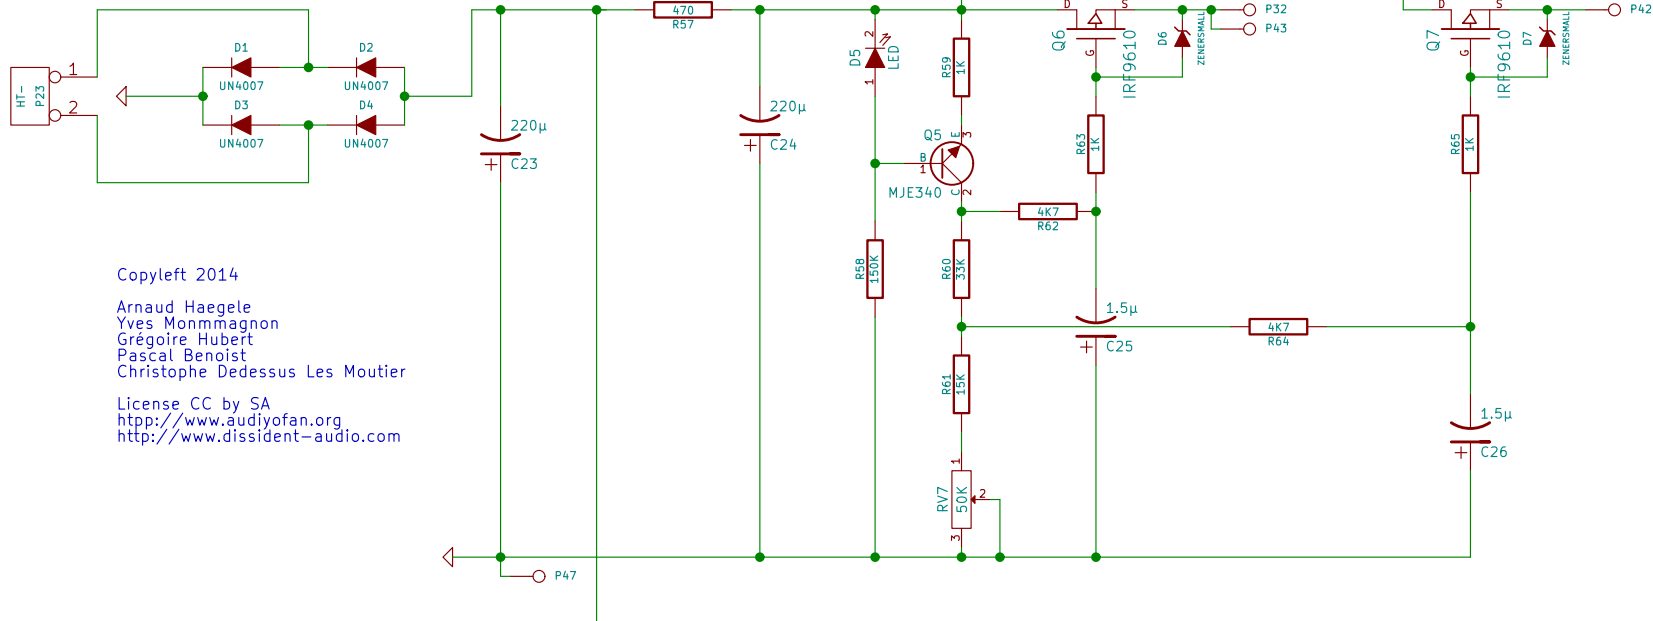 D
S
P32
D
S
P42
470
R57
P43
Q6
G
IRF9610
D6
ZENERSMALL
Q7
G
IRF9610
D7
ZENERSMALL
D1
D2
2
D5
LED
1
R59
1K
HT-
P23
1
2
UN4007
UN4007
D3
D4
UN4007
UN4007
220µ
C23
220µ
C24
Q5
E
3
B
1
MJE340
C
2
R63
1K
R65
1K
4K7
R62
R58
150K
R60
33K
Copyleft 2014
Arnaud Haegele
Yves Monmmagnon
Grégoire Hubert
Pascal Benoist
Christophe Dedessus Les Moutier
License CC by SA
htpp://www.audiyofan.org
http://www.dissident-audio.com
1.5µ
C25
4K7
R64
R61
15K
1.5µ
C26
1
RV7
50K
2
3
P47